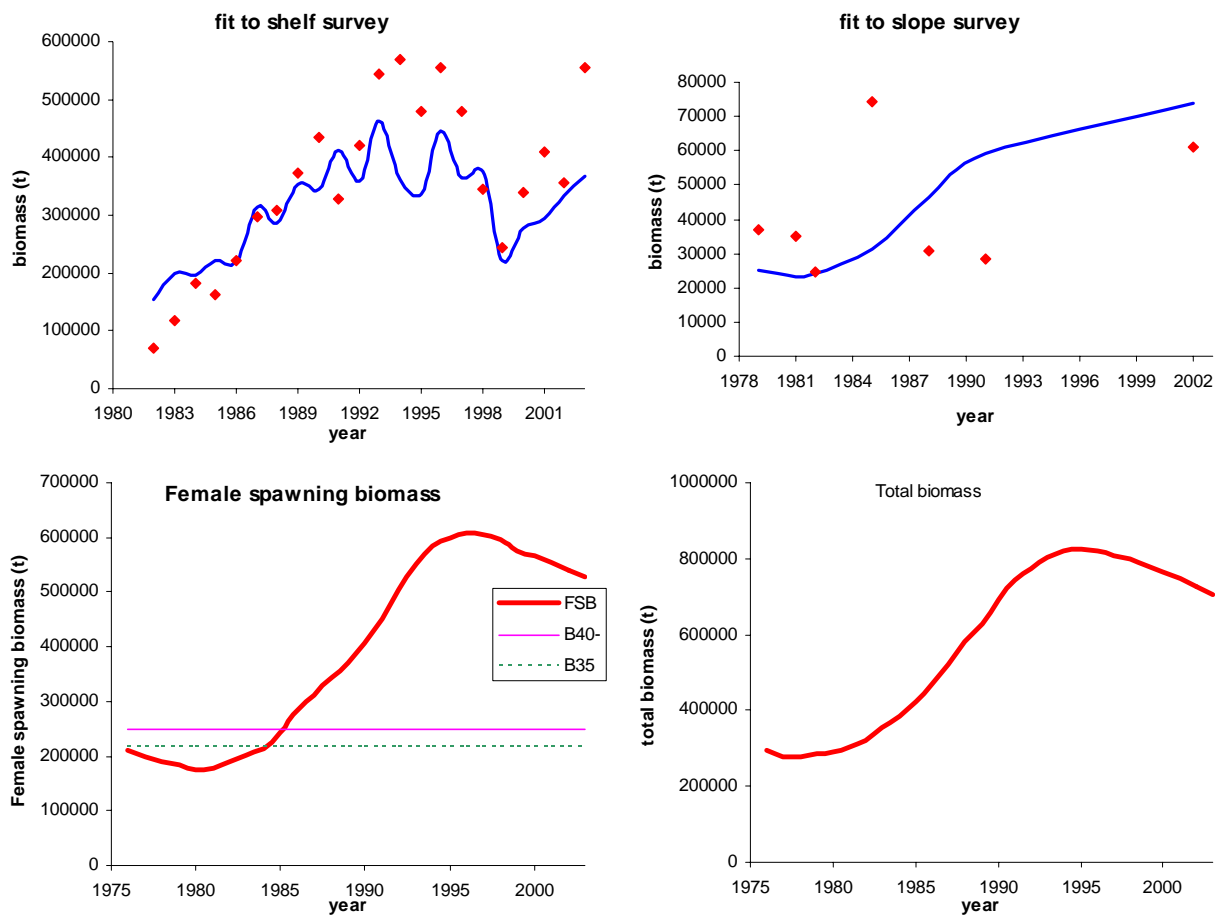 fit to shelf survey
600000
500000
400000
300000
200000
100000
0
biomass (t)
1980 1983 1986 1989 1992 1995 1998 2001
year
fit to slope survey
80000
70000
60000
50000
40000
30000
20000
10000
0
biomass (t)
1978 1981 1984 1987 1990 1993 1996 1999 2002
year
Female spawning biomass
700000
600000
500000
400000
300000
200000
100000
0
Female spawning biomass (t)
FSB
B40-
B35
1975 1980 1985 1990 1995 2000
year
Total biomass
1000000
800000
600000
400000
200000
0
total biomass (t)
1975 1980 1985 1990 1995 2000
year